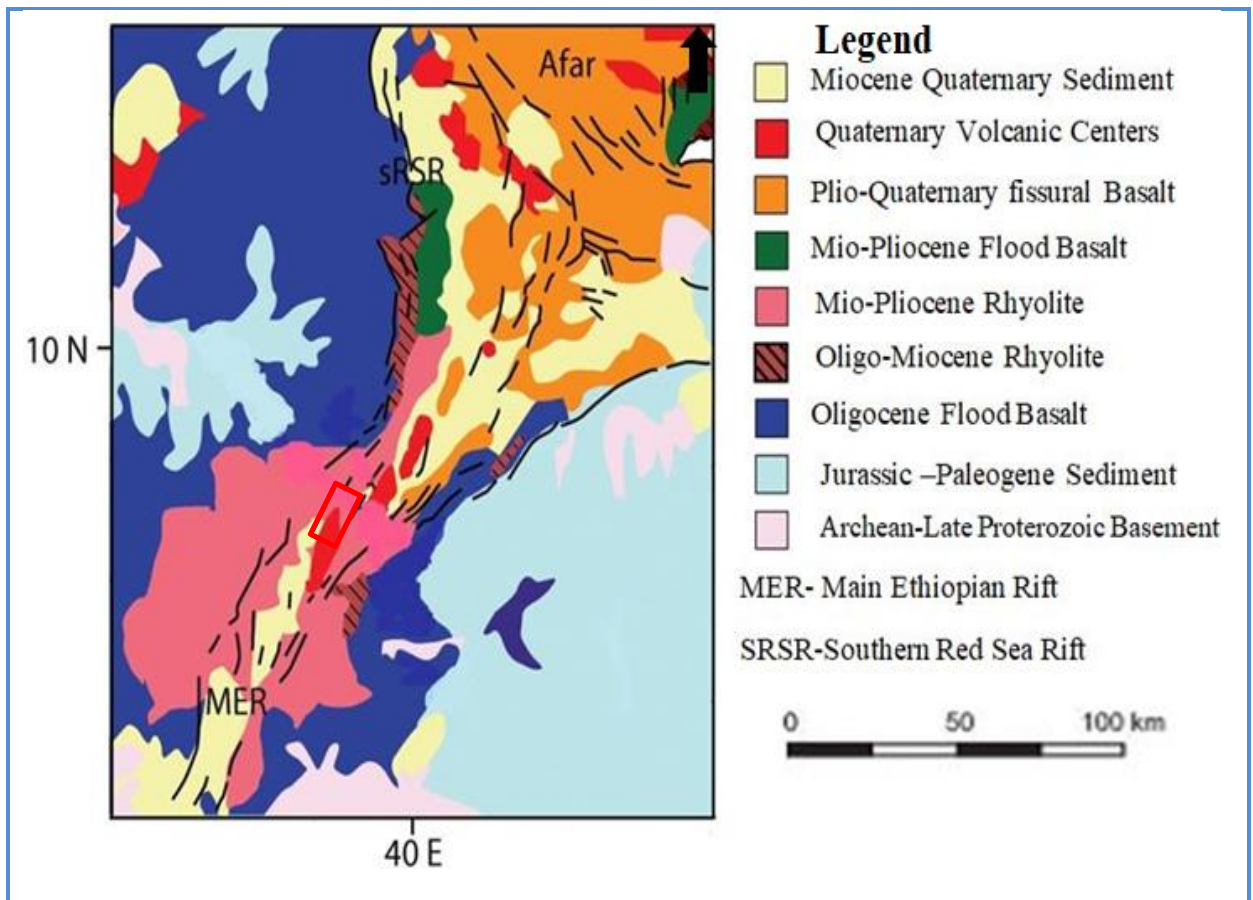 Legend
Afar
Miocene Quaternary Sediment
Quaternary Volcanic Centers
sRSR
Plio-Quaternary fissural Basalt
Mio-Pliocene Flood Basalt
Mio-Pliocene Rhyolite
10 N
Oligo-Miocene Rhyolite
Oligocene Flood Basalt
Jurassic –Paleogene Sediment
Archean-Late Proterozoic Basement
MER- Main Ethiopian Rift
SRSR-Southern Red Sea Rift
MER
0 50 100 km
40 E